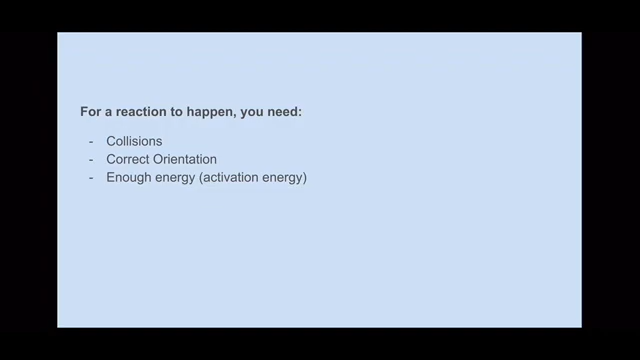 For a reaction to happen, you need:
- Collisions
- Correct Orientation
- Enough energy (activation energy)